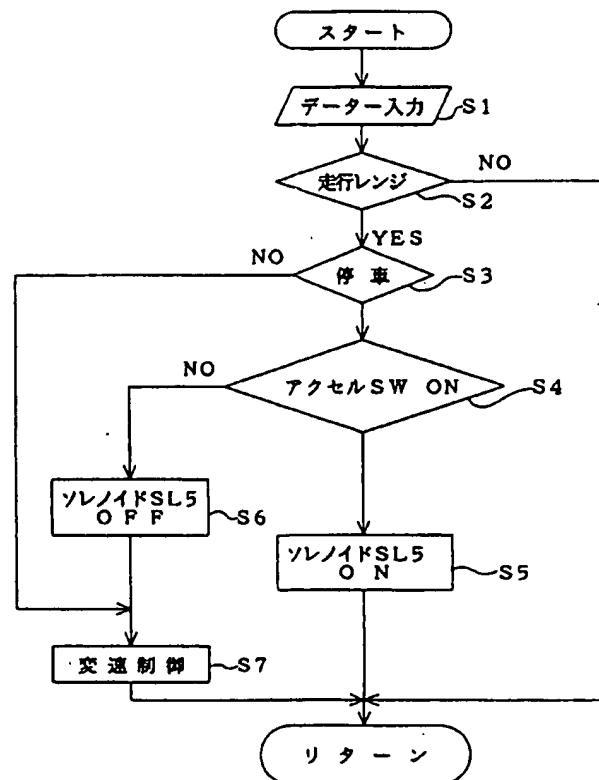 スタート
データー入力
S1
走行レンジ
NO
S2
YES
NO
停車
S3
NO
アクセルSW ON
S4
ソレノイドSL5
OFF
S6
ソレノイドSL5
ON
S5
変速制御
S7
リターン